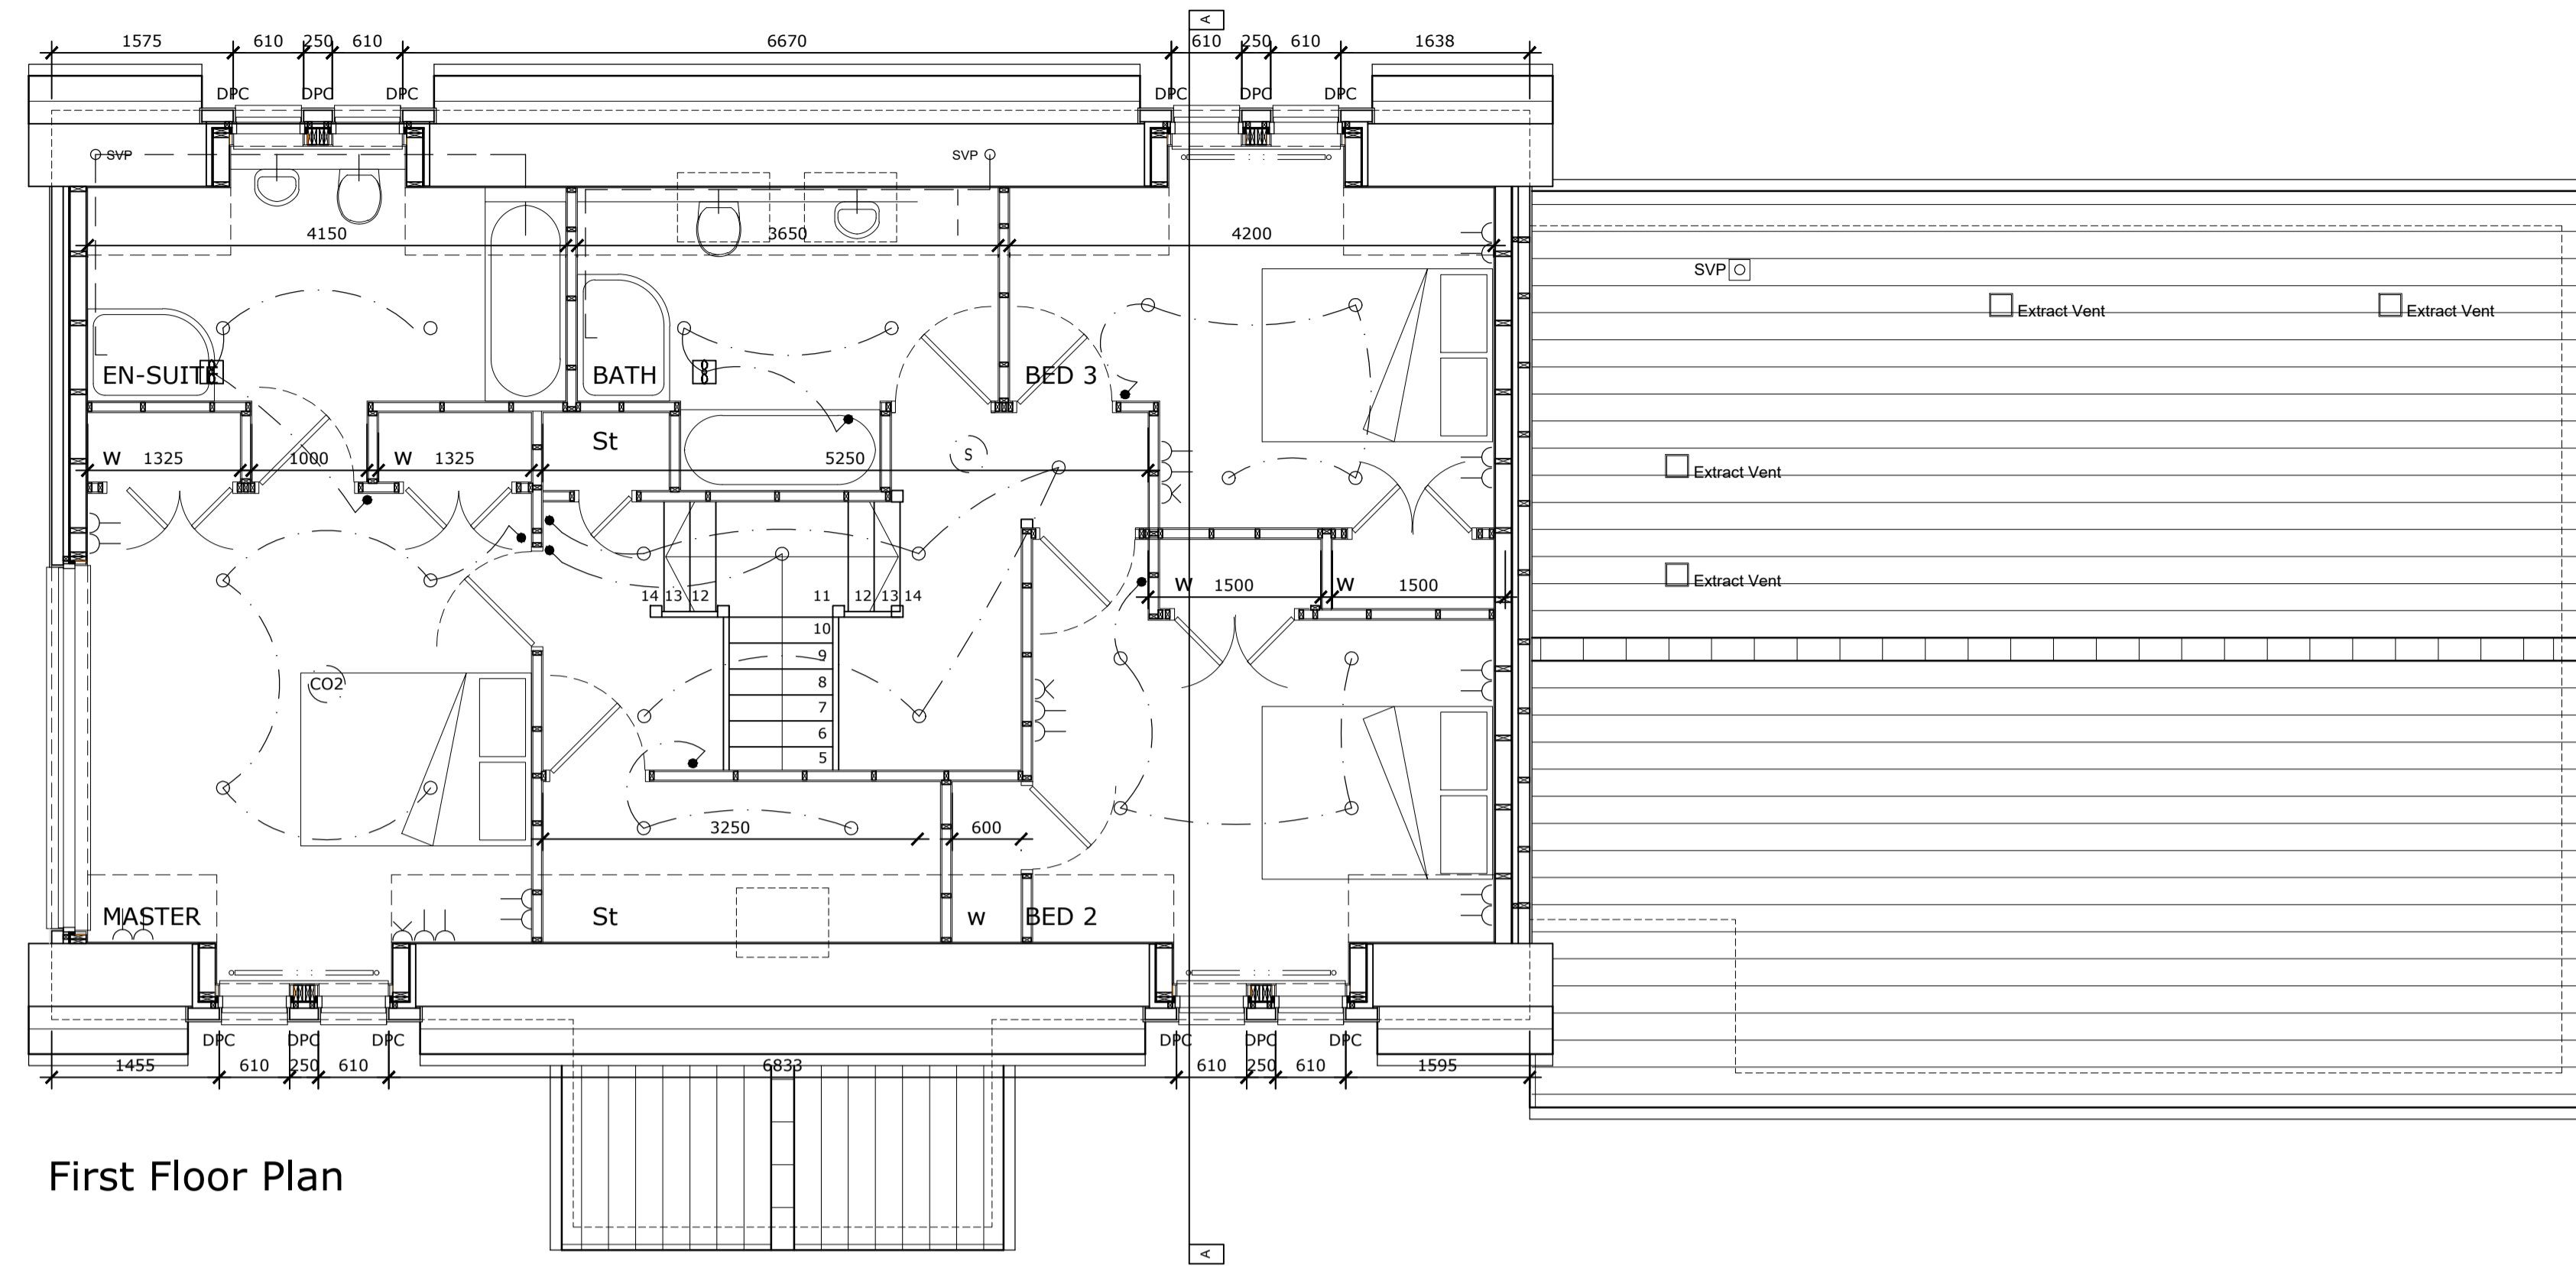 A
1575 610 250 610 6670 610 250 610 1638
DPC DPC DPC DPC DPC DPC
SVP SVP
4150 3650 4200
SVP
Extract Vent Extract Vent
EN-SUITE BATH BED 3
St
W 1325 1000 W 1325 5250 S
Extract Vent
Extract Vent
W 1500 W 1500
14 13 12 11 12 13 14
10
9
8
7
6
5
CO2
3250 600
MASTER St w BED 2
DPC DPC DPC DPC DPC DPC
1455 610 250 610 6833 610 250 610 1595
First Floor Plan
A